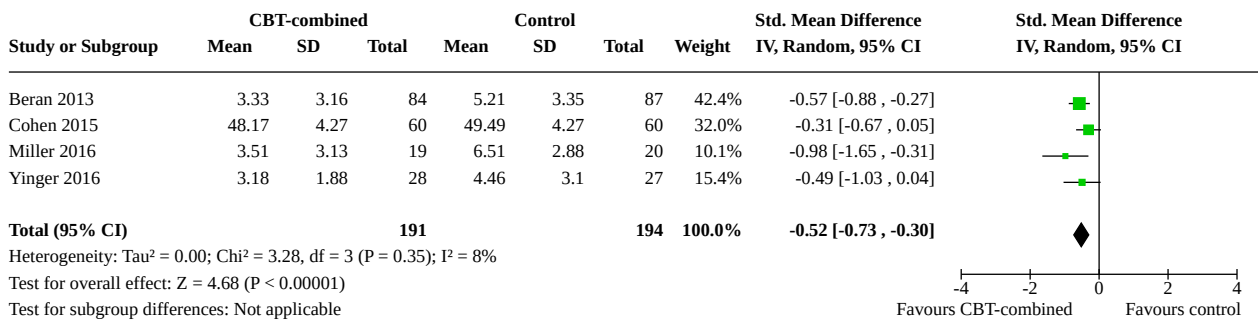 CBT-combined Control Std. Mean Difference Std. Mean Difference
Study or Subgroup Mean SD Total Mean SD Total Weight IV, Random, 95% CI IV, Random, 95% CI
Beran 2013 3.33 3.16 84 5.21 3.35 87 42.4% -0.57 [-0.88 , -0.27]
Cohen 2015 48.17 4.27 60 49.49 4.27 60 32.0% -0.31 [-0.67 , 0.05]
Miller 2016 3.51 3.13 19 6.51 2.88 20 10.1% -0.98 [-1.65 , -0.31]
Yinger 2016 3.18 1.88 28 4.46 3.1 27 15.4% -0.49 [-1.03 , 0.04]
Total (95% CI) 191 194 100.0% -0.52 [-0.73 , -0.30]
Heterogeneity: Tau² = 0.00; Chi² = 3.28, df = 3 (P = 0.35); I² = 8%
Test for overall effect: Z = 4.68 (P < 0.00001)
-4 -2 0 2 4
Test for subgroup differences: Not applicable Favours CBT-combined Favours control